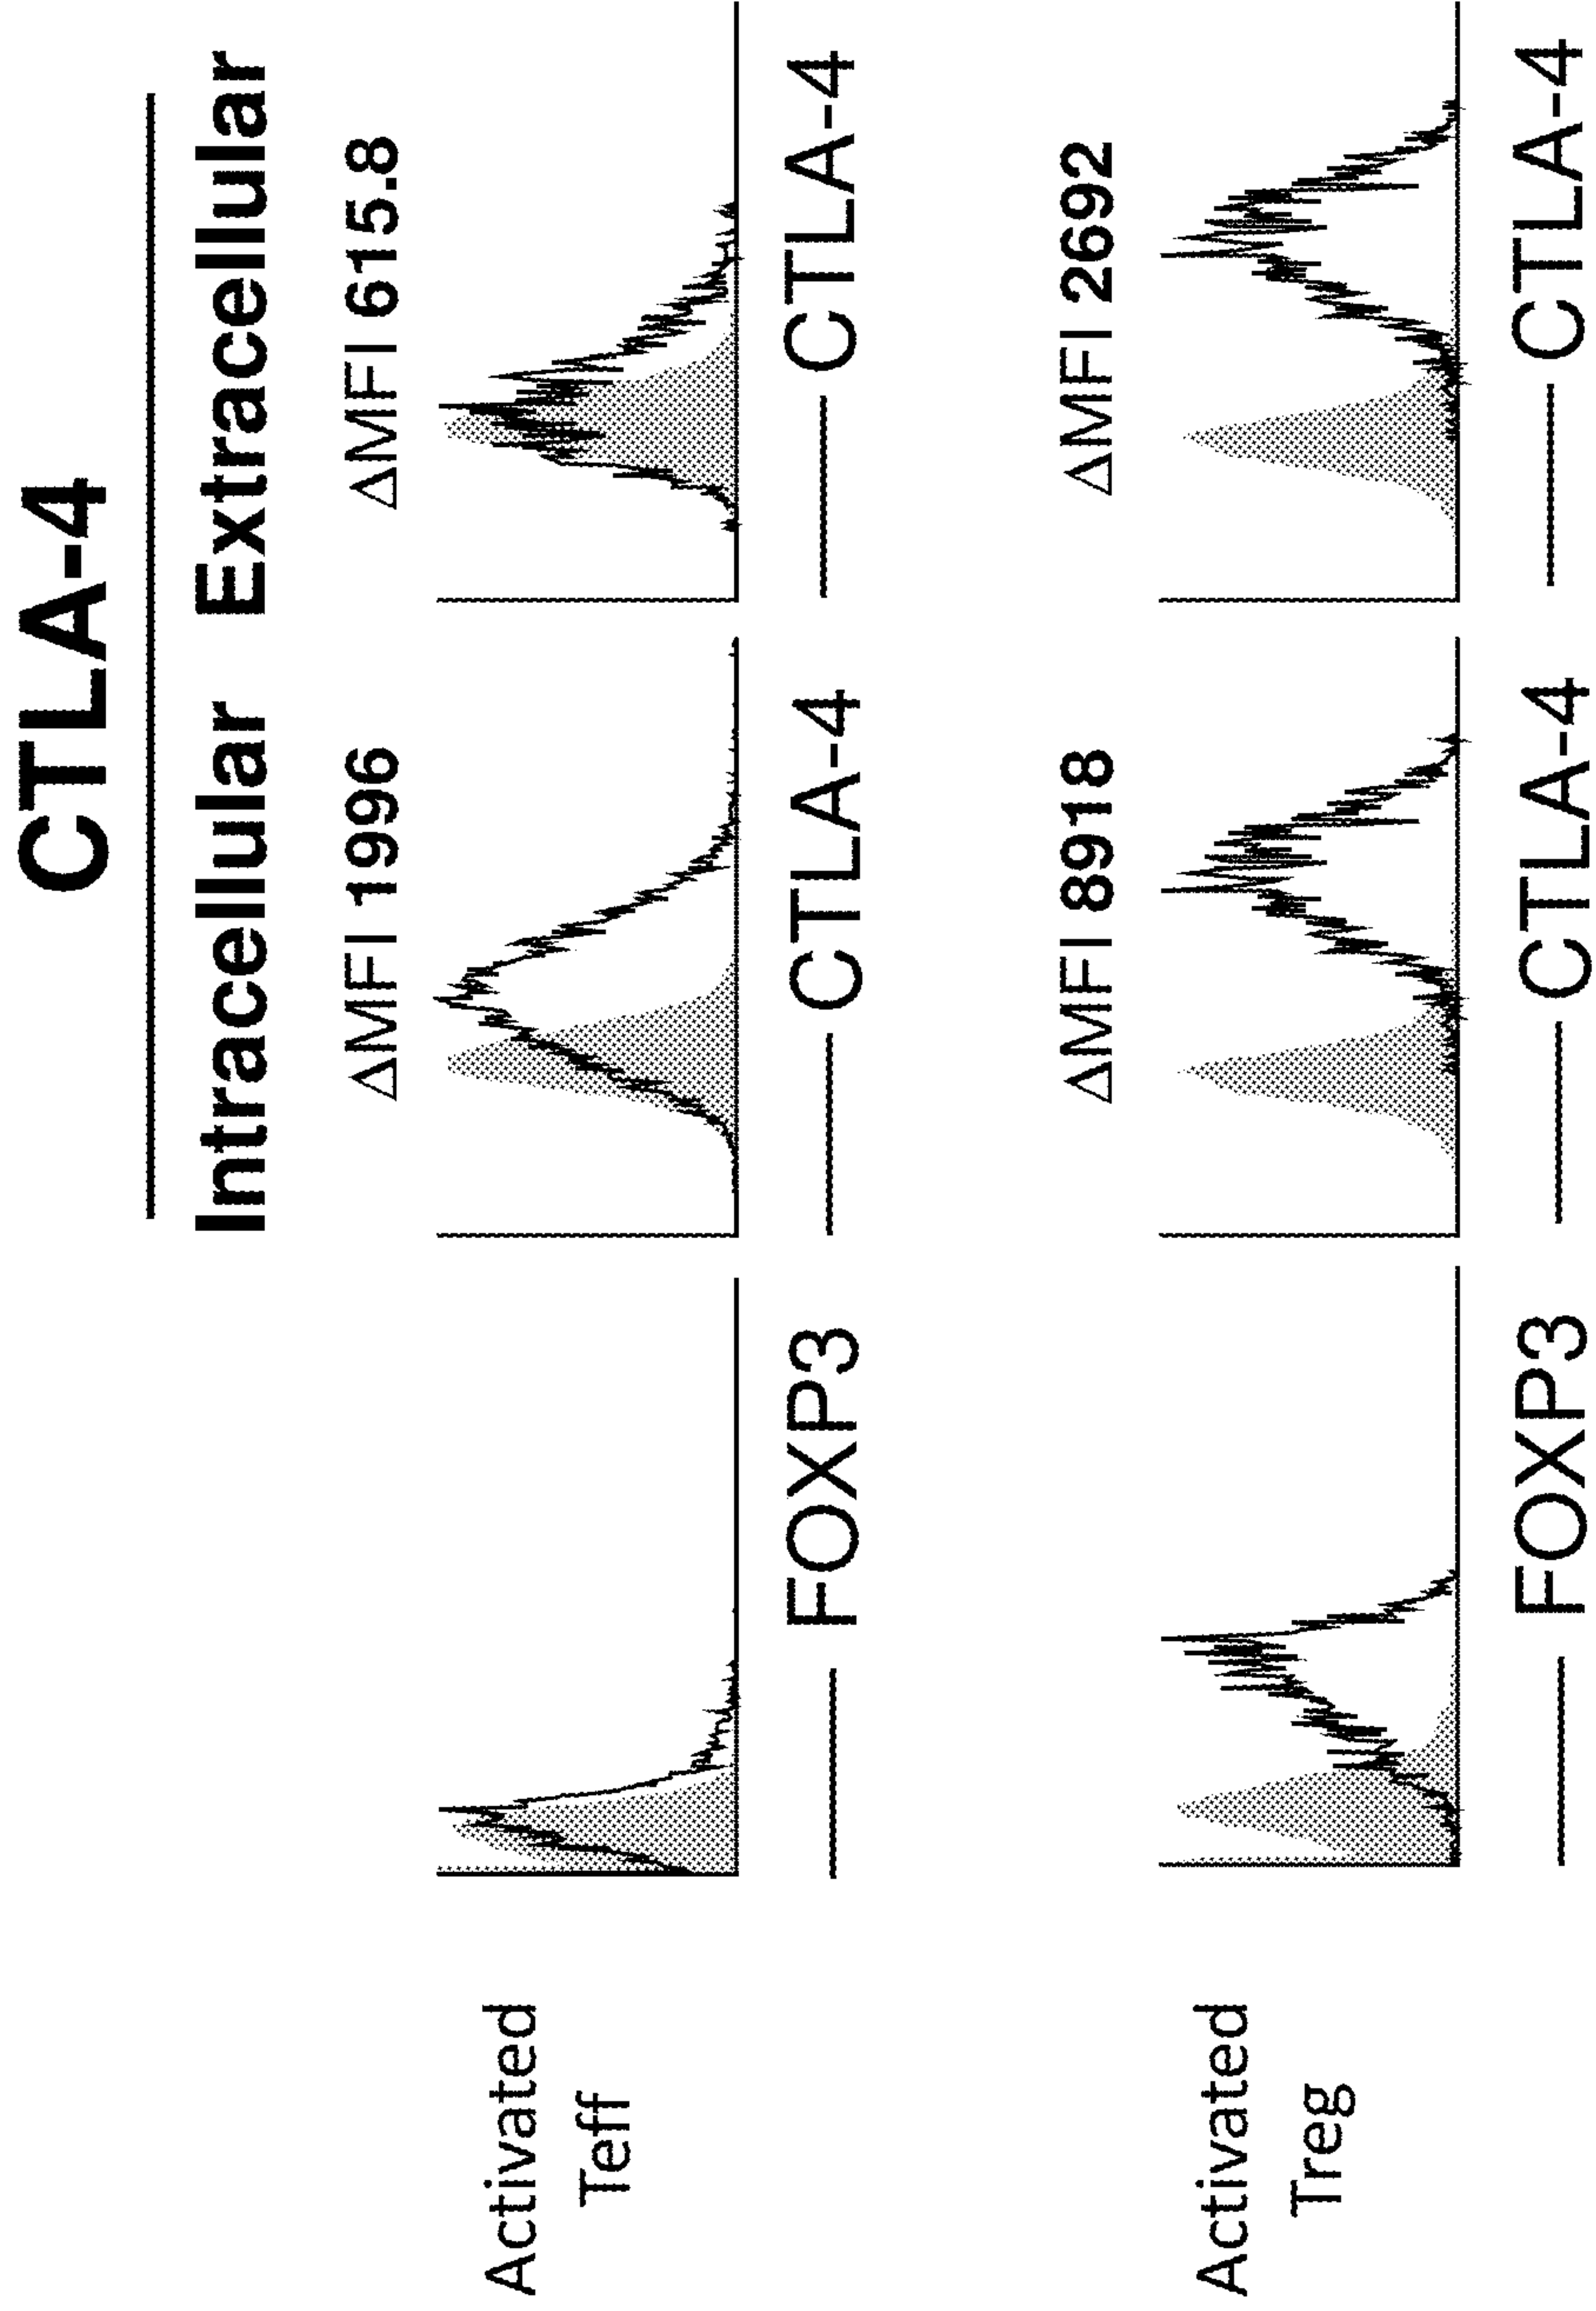 CTLA-4
Intracellular Extracellular
ΔMFI 1996 ΔMFI 615.8
Activated
Teff
FOXP3 CTLA-4 CTLA-4
ΔMFI 8918 ΔMFI 2692
Activated
Treg
FOXP3 CTLA-4 CTLA-4